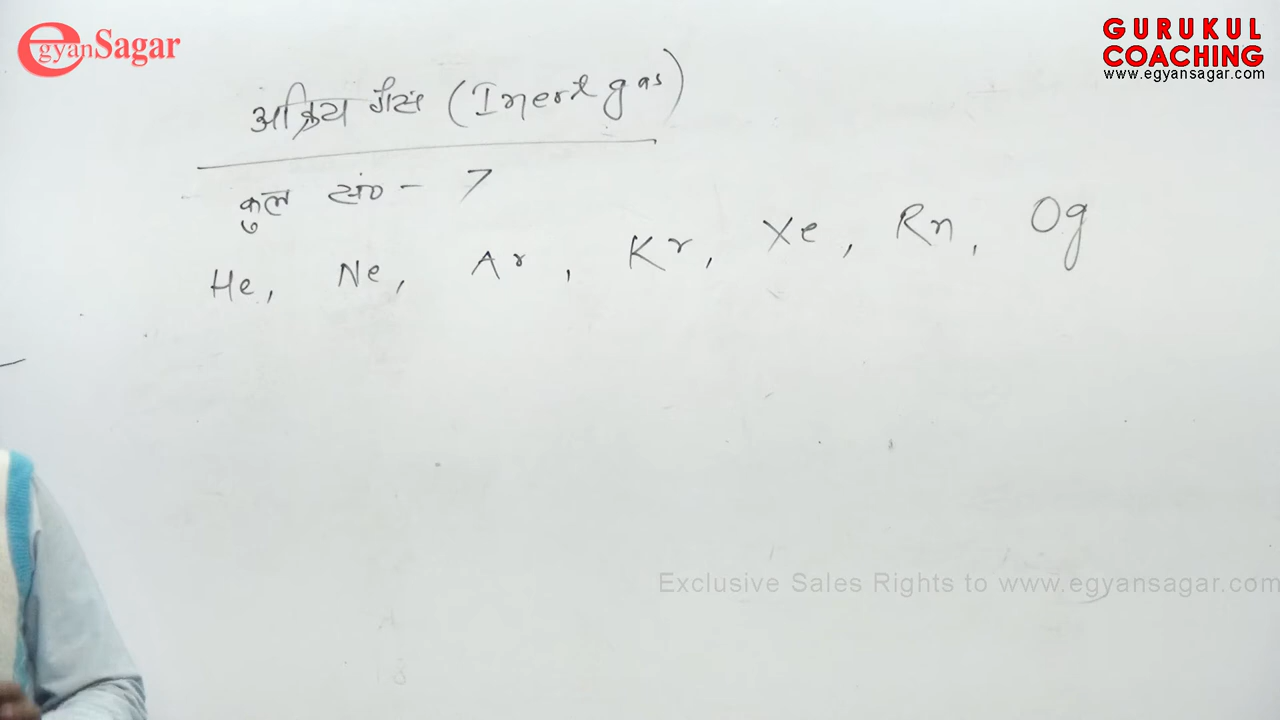 egyanSagar
GURUKUL
COACHING
www.egyansagar.com
अक्रिय गैस (Inert gas)
कुल सं० - 7
He, Ne, Ar, Kr, Xe, Rn, Og
Exclusive Sales Rights to www.egyansagar.com